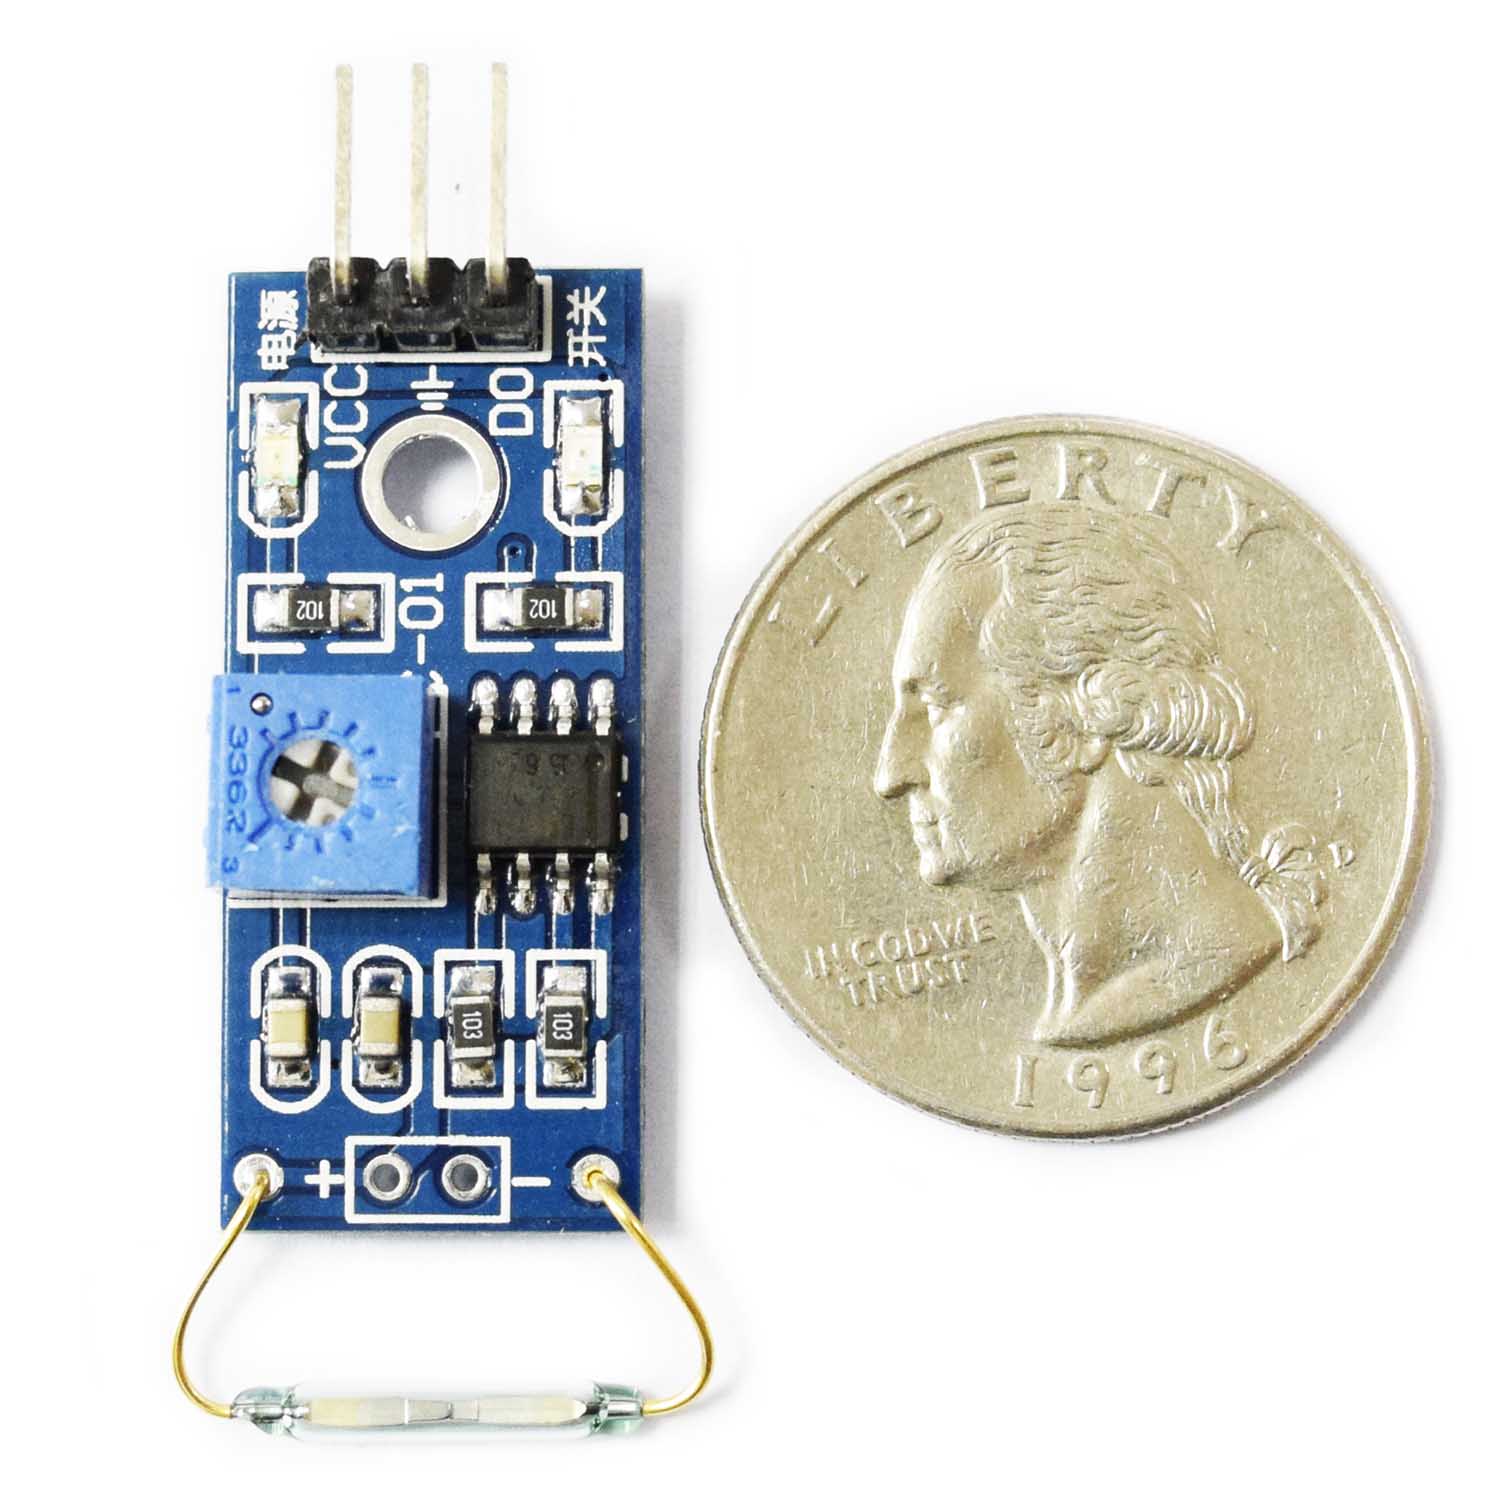 电源
开关
VCC
DO
102
102
-01
1
3362
3
103
103
+
-
LIBERTY
D
IN GOD WE
TRUST
1996